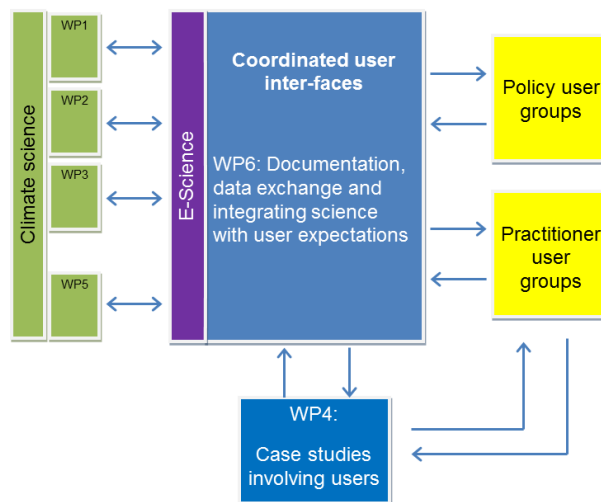 Climate science
WP1
WP2
WP3
WP5
E-Science
Coordinated user
inter-faces
WP6: Documentation,
data exchange and
integrating science
with user expectations
Policy user
groups
Practitioner
user
groups
WP4:
Case studies
involving users